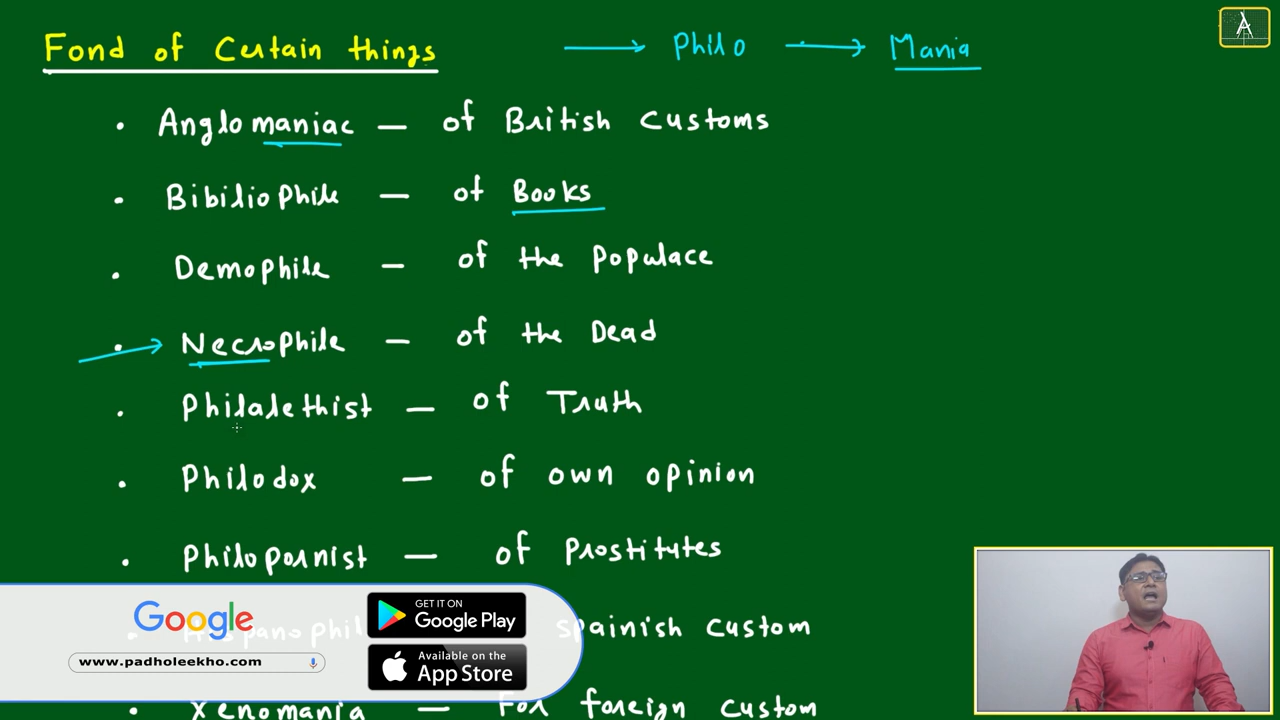 Fond of Certain things → Philo → Mania
• Anglomaniac — of British Customs
• Bibiliophile — of Books
• Demophile — of the Populace
• Necrophile — of the Dead
• Philalethist — of Truth
• Philodox — of own opinion
• Philopornist — of Prostitutes
spainish custom
• Xenomania — For foreign custom
Google
www.padholeekho.com
GET IT ON
Google Play
Available on the
App Store